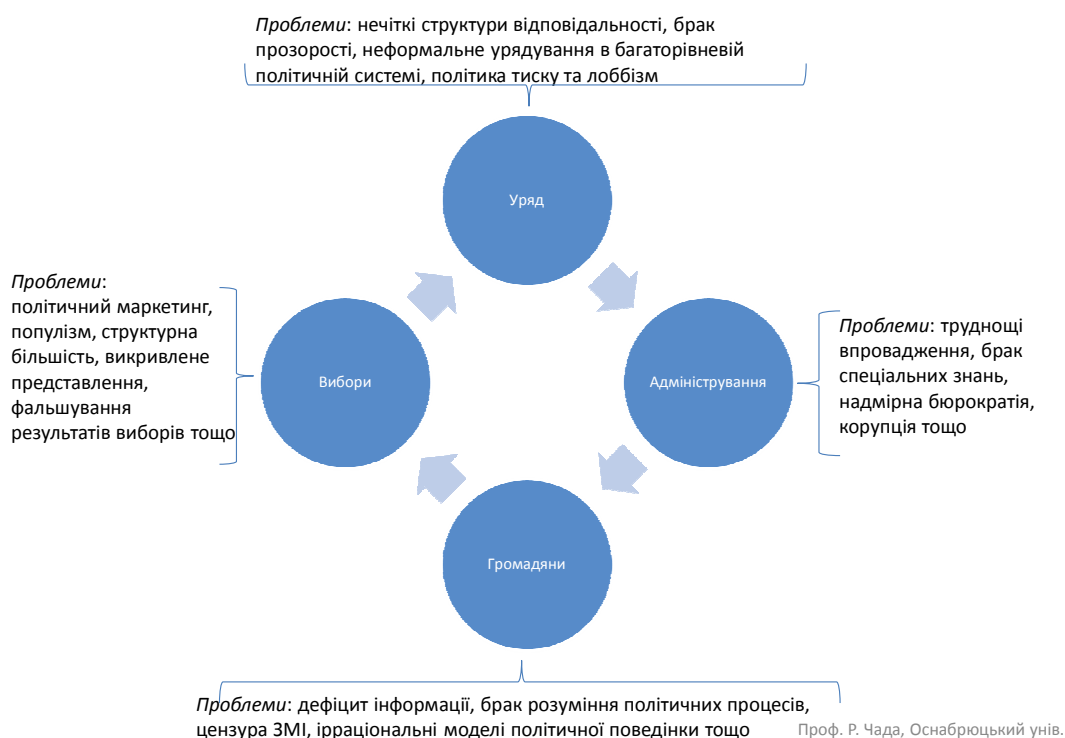 Проблеми: нечіткі структури відповідальності, брак
прозорості, неформальне урядування в багаторівневій
політичній системі, політика тиску та лоббізм
Уряд
Проблеми:
політичний маркетинг,
популізм, структурна
більшість, викривлене
представлення,
фальшування
результатів виборів тощо
Вибори
Адміністрування
Проблеми: труднощі
впровадження, брак
спеціальних знань,
надмірна бюрократія,
корупція тощо
Громадяни
Проблеми: дефіцит інформації, брак розуміння політичних процесів,
цензура ЗМІ, ірраціональні моделі політичної поведінки тощо
Проф. Р. Чада, Оснабрюцький унів.